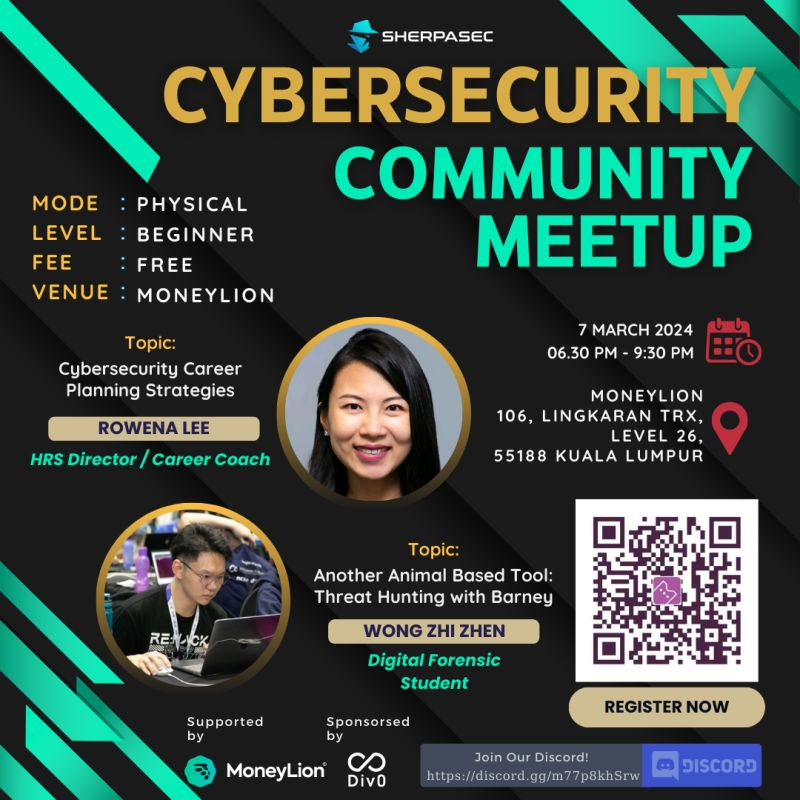 SHERPASEC
CYBERSECURITY
COMMUNITY
MEETUP
MODE : PHYSICAL
LEVEL : BEGINNER
FEE : FREE
VENUE : MONEYLION
Topic:
Cybersecurity Career
Planning Strategies
ROWENA LEE
HRS Director / Career Coach
7 MARCH 2024
06.30 PM - 9:30 PM
MONEYLION
106, LINGKARAN TRX,
LEVEL 26,
55188 KUALA LUMPUR
RE:HACK
Topic:
Another Animal Based Tool:
Threat Hunting with Barney
WONG ZHI ZHEN
Digital Forensic
Student
REGISTER NOW
Supported
by
MoneyLion
Sponsorsed
by
Div0
Join Our Discord!
https://discord.gg/m77p8khSrw
DISCORD